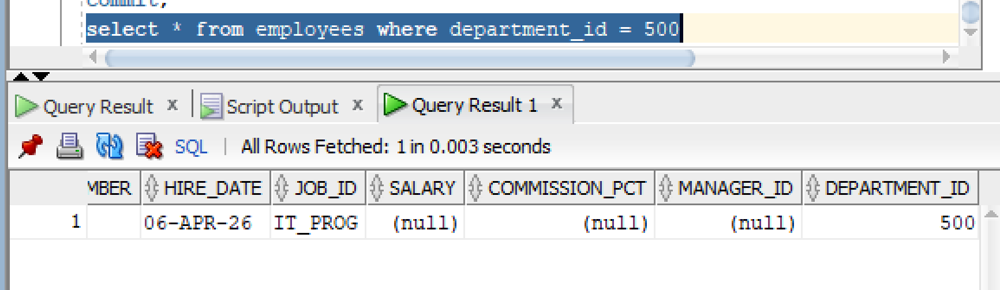 commit;
select * from employees where department_id = 500
Query Result x Script Output x Query Result 1 x
SQL | All Rows Fetched: 1 in 0.003 seconds
MBER HIRE_DATE JOB_ID SALARY COMMISSION_PCT MANAGER_ID DEPARTMENT_ID
1 06-APR-26 IT_PROG (null) (null) (null) 500